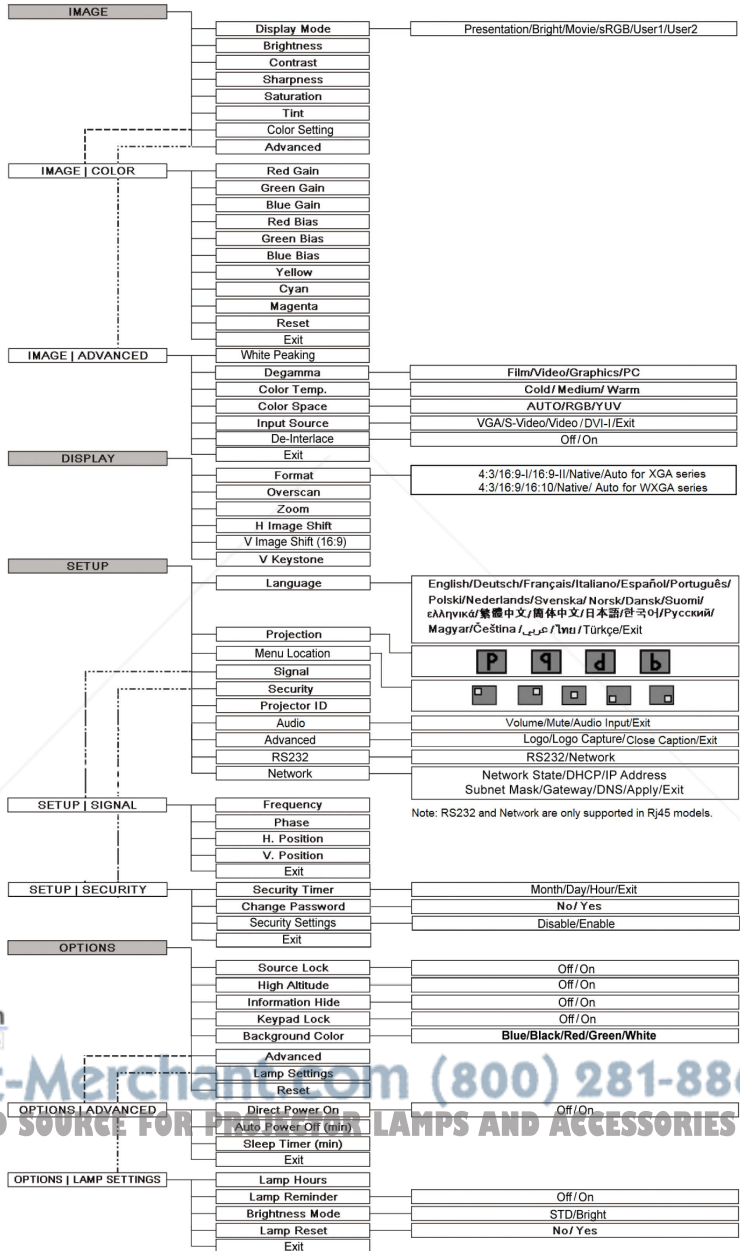 IMAGE
Display Mode Presentation/Bright/Movie/sRGB/User1/User2
Brightness
Contrast
Sharpness
Saturation
Tint
Color Setting
Advanced
IMAGE | COLOR Red Gain
Green Gain
Blue Gain
Red Bias
Green Bias
Blue Bias
Yellow
Cyan
Magenta
Reset
Exit
IMAGE | ADVANCED White Peaking
Degamma Film/Video/Graphics/PC
Color Temp. Cold/ Medium/ Warm
Color Space AUTO/RGB/YUV
Input Source VGA/S-Video/Video/DVI-I/Exit
De-Interlace Off/On
Exit
DISPLAY
Format 4:3/16:9-I/16:9-II/Native/Auto for XGA series
4:3/16:9/16:10/Native/ Auto for WXGA series
Overscan
Zoom
H Image Shift
V Image Shift (16:9)
V Keystone
SETUP
Language English/Deutsch/Français/Italiano/Español/Português/
Polski/Nederlands/Svenska/ Norsk/Dansk/Suomi/
ελληνικά/繁體中文/简体中文/日本語/한국어/Русский/
Magyar/Čeština /عربي/ไทย/Türkçe/Exit
Projection
Menu Location
Signal
Security
Projector ID
Audio Volume/Mute/Audio Input/Exit
Advanced Logo/Logo Capture/Close Caption/Exit
RS232 RS232/Network
Network Network State/DHCP/IP Address
Subnet Mask/Gateway/DNS/Apply/Exit
Note: RS232 and Network are only supported in Rj45 models.
SETUP | SIGNAL Frequency
Phase
H. Position
V. Position
Exit
SETUP | SECURITY Security Timer Month/Day/Hour/Exit
Change Password No/Yes
Security Settings Disable/Enable
Exit
OPTIONS
Source Lock Off/On
High Altitude Off/On
Information Hide Off/On
Keypad Lock Off/On
Background Color Blue/Black/Red/Green/White
Advanced
Lamp Settings
Reset
OPTIONS | ADVANCED Direct Power On Off/On
Auto Power Off (min)
Sleep Timer (min)
Exit
OPTIONS | LAMP SETTINGS Lamp Hours
Lamp Reminder Off/On
Brightness Mode STD/Bright
Lamp Reset No/Yes
Exit
-Merchant.com (800) 281-88
SOURCE FOR PROJECTOR LAMPS AND ACCESSORIES